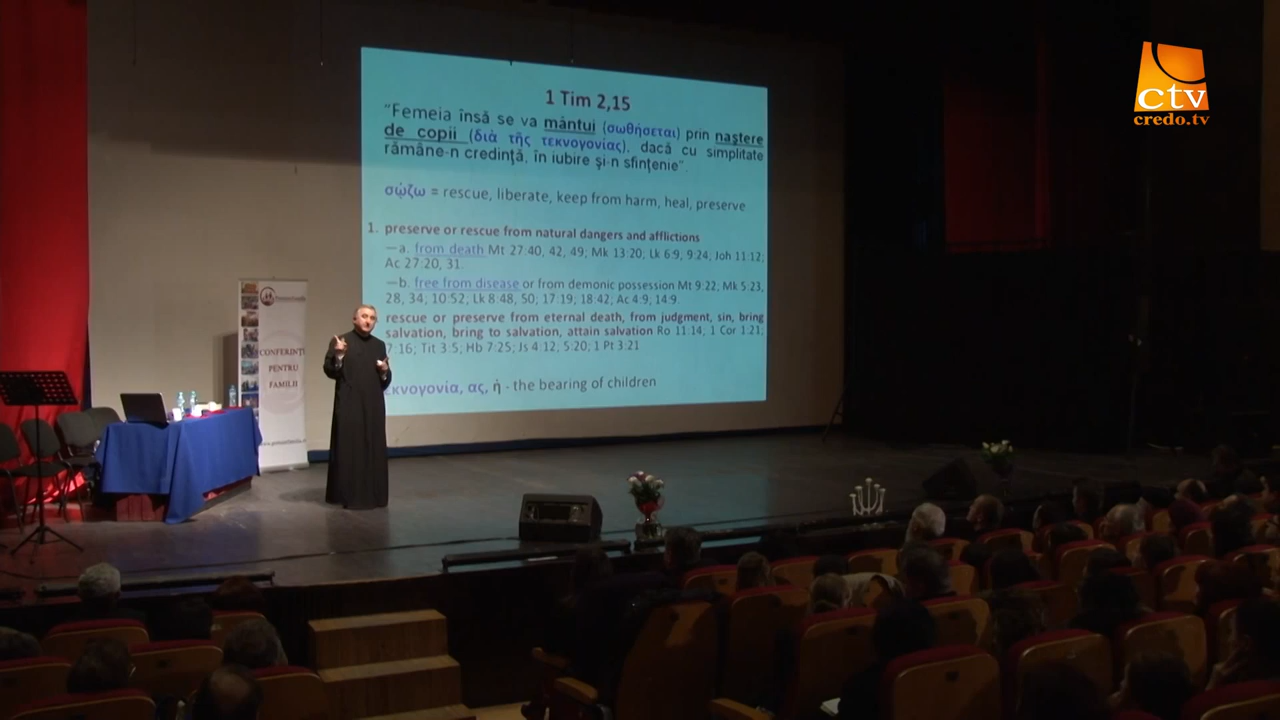 ctv
credo.tv
1 Tim 2,15
"Femeia însă se va mântui (σωθήσεται) prin naştere
de copii (διὰ τῆς τεκνογονίας), dacă cu simplitate
rămâne-n credinţă, în iubire şi-n sfinţenie".
σῴζω = rescue, liberate, keep from harm, heal, preserve
1. preserve or rescue from natural dangers and afflictions
—a. from death Mt 27:40, 42, 49; Mk 13:20; Lk 6:9; 9:24; Joh 11:12;
Ac 27:20, 31.
—b. free from disease or from demonic possession Mt 9:22; Mk 5:23,
28, 34; 10:52; Lk 8:48, 50; 17:19; 18:42; Ac 4:9; 14:9.
rescue or preserve from eternal death, from judgment, sin, bring
salvation, bring to salvation, attain salvation Ro 11:14; 1 Cor 1:21;
7:16; Tit 3:5; Hb 7:25; Js 4:12; 5:20; 1 Pt 3:21
κνογονία, ας, ἡ - the bearing of children
CONFERINŢ
PENTRU
FAMILII